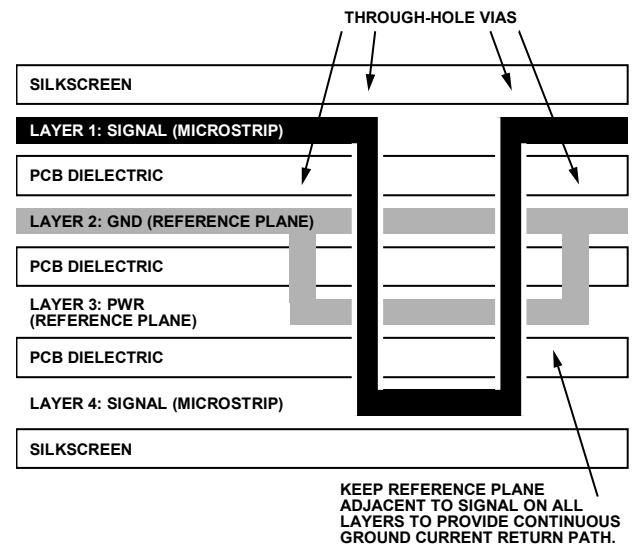 THROUGH-HOLE VIAS
SILKSCREEN
LAYER 1: SIGNAL (MICROSTRIP)
PCB DIELECTRIC
LAYER 2: GND (REFERENCE PLANE)
PCB DIELECTRIC
LAYER 3: PWR
(REFERENCE PLANE)
PCB DIELECTRIC
LAYER 4: SIGNAL (MICROSTRIP)
SILKSCREEN
KEEP REFERENCE PLANE
ADJACENT TO SIGNAL ON ALL
LAYERS TO PROVIDE CONTINUOUS
GROUND CURRENT RETURN PATH.